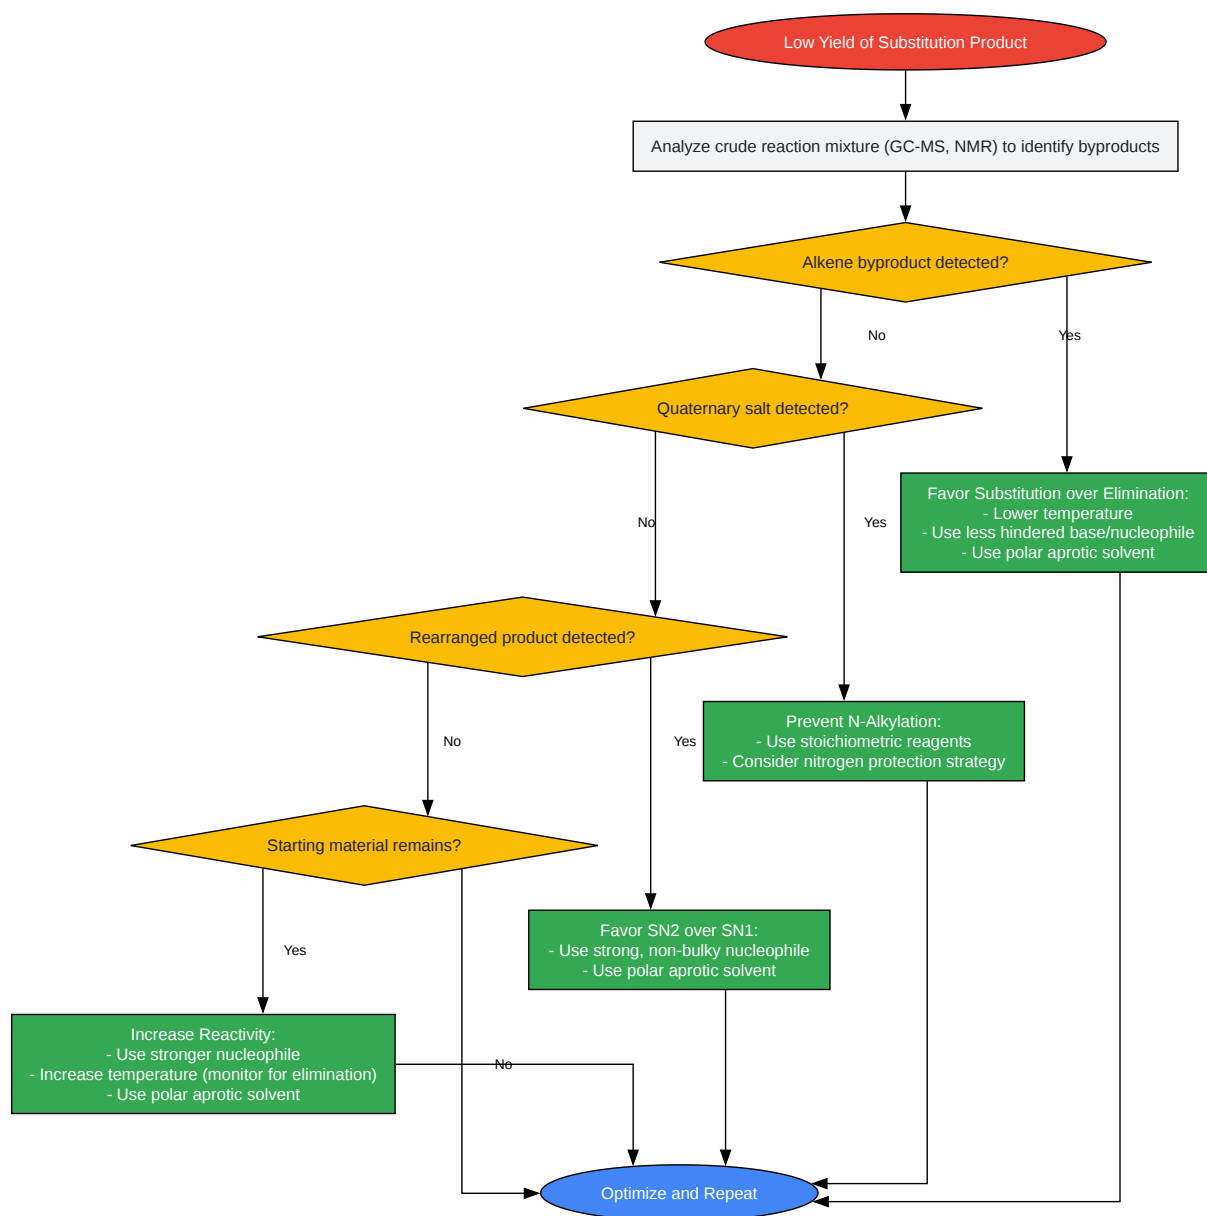 Low Yield of Substitution Product
Analyze crude reaction mixture (GC-MS, NMR) to identify byproducts
Alkene byproduct detected?
No
Yes
Quaternary salt detected?
Favor Substitution over Elimination:
- Lower temperature
- Use less hindered base/nucleophile
- Use polar aprotic solvent
No
Yes
Rearranged product detected?
Prevent N-Alkylation:
- Use stoichiometric reagents
- Consider nitrogen protection strategy
No
Yes
Starting material remains?
Favor SN2 over SN1:
- Use strong, non-bulky nucleophile
- Use polar aprotic solvent
Yes
Increase Reactivity:
- Use stronger nucleophile
- Increase temperature (monitor for elimination)
- Use polar aprotic solvent
No
Optimize and Repeat